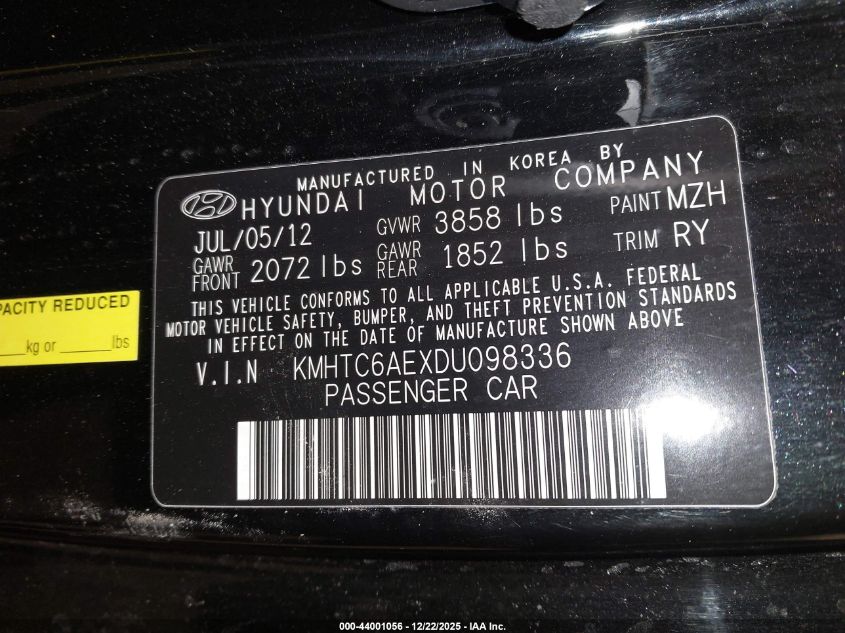 MANUFACTURED IN KOREA BY
HYUNDAI MOTOR COMPANY
JUL/05/12 GVWR 3858 lbs PAINT MZH
GAWR FRONT 2072 lbs GAWR REAR 1852 lbs TRIM RY
THIS VEHICLE CONFORMS TO ALL APPLICABLE U.S.A. FEDERAL
MOTOR VEHICLE SAFETY, BUMPER, AND THEFT PREVENTION STANDARDS
IN EFFECT ON THE DATE OF MANUFACTURE SHOWN ABOVE
V.I.N KMHTC6AEXDU098336
PASSENGER CAR
PACITY REDUCED
____kg or ______lbs
000-44001056 - 12/22/2025 - IAA Inc.